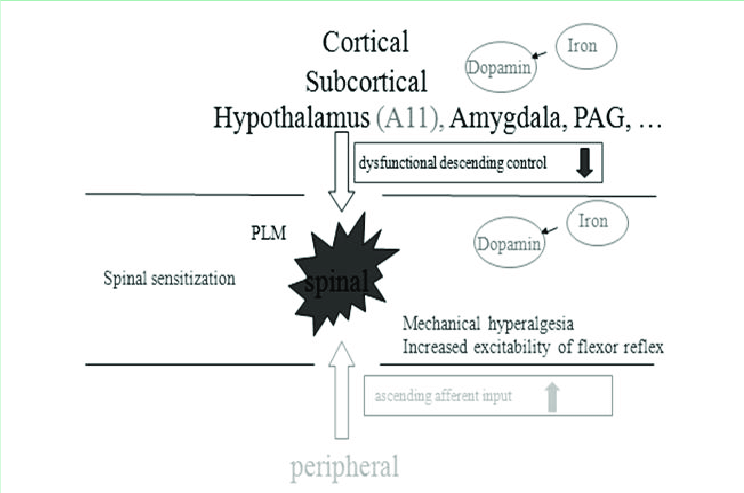 Cortical
Iron
Subcortical
Dopamin
Hypothalamus (A11), Amygdala, PAG, ...
dysfunctional descending control
PLM
Iron
Dopamin
Spinal sensitization
spinal
Mechanical hyperalgesia
Increased excitability of flexor reflex
ascending afferent input
peripheral